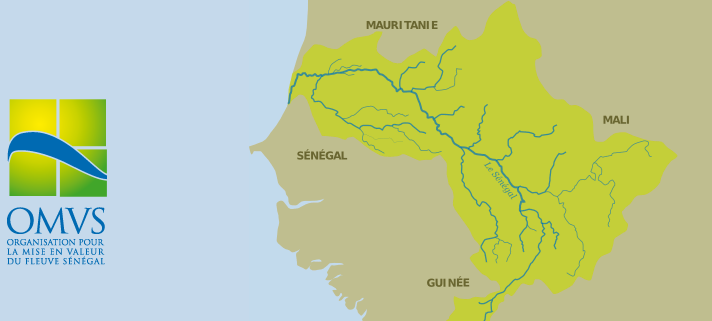 OMVS
ORGANISATION POUR
LA MISE EN VALEUR
DU FLEUVE SÉNÉGAL
MAURITANIE
MALI
SÉNÉGAL
Le Sénégal
GUINÉE